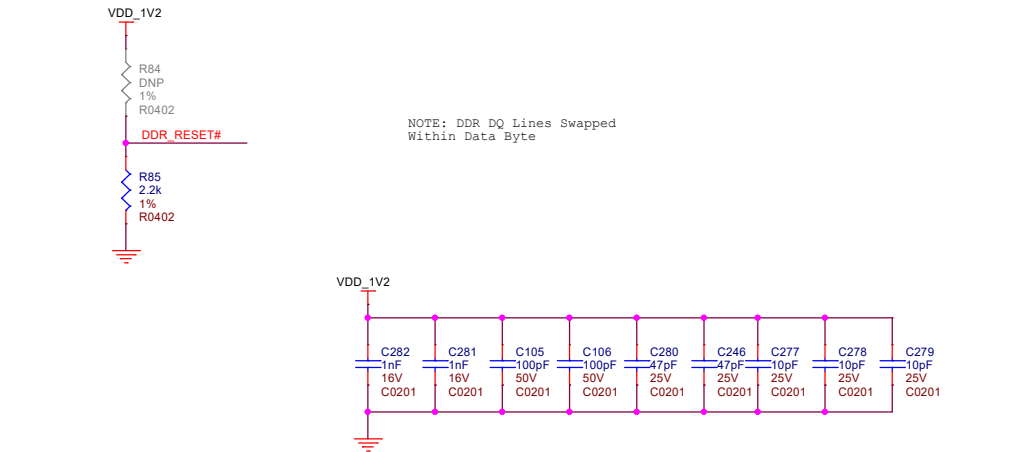 VDD_1V2
R84
DNP
1%
R0402
DDR_RESET#
R85
2.2k
1%
R0402
NOTE: DDR DQ Lines Swapped
Within Data Byte
VDD_1V2
C282
1nF
16V
C0201
C281
1nF
16V
C0201
C105
100pF
50V
C0201
C106
100pF
50V
C0201
C280
47pF
25V
C0201
C246
47pF
25V
C0201
C277
10pF
25V
C0201
C278
10pF
25V
C0201
C279
10pF
25V
C0201